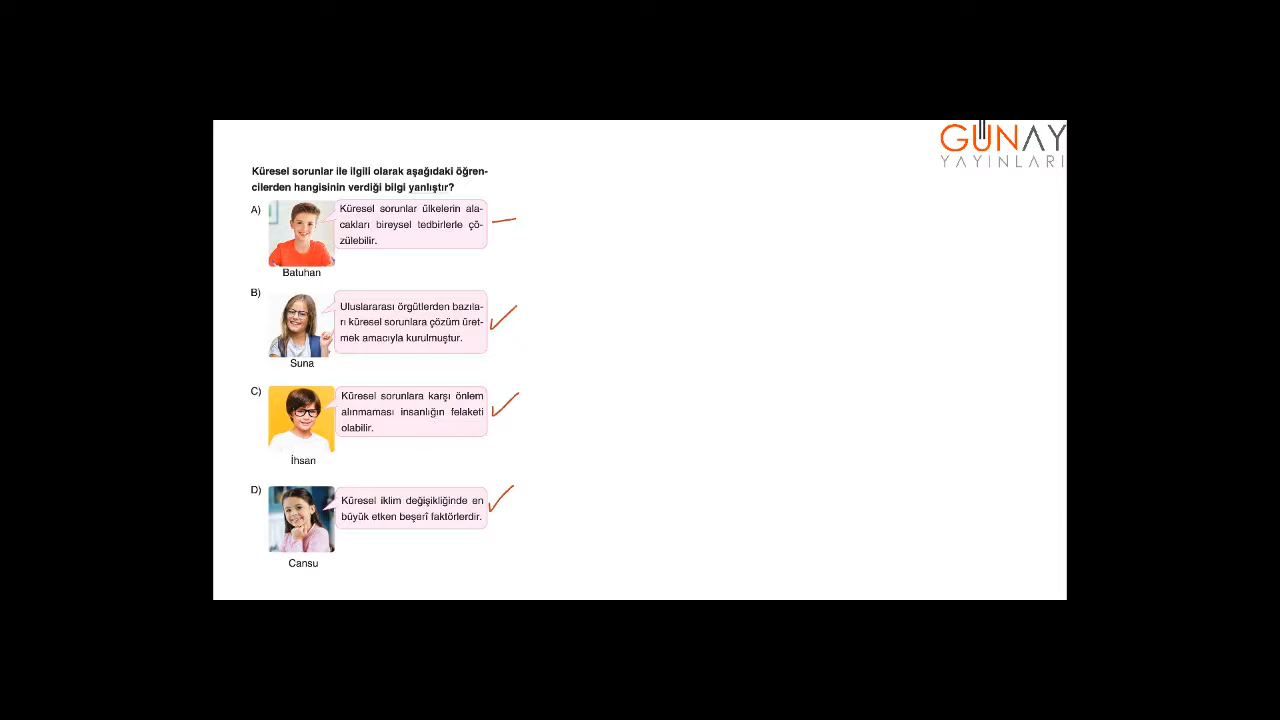 GÜNAY
YAYINLARI
Küresel sorunlar ile ilgili olarak aşağıdaki öğren-
cilerden hangisinin verdiği bilgi yanlıştır?
A)
Küresel sorunlar ülkelerin ala-
cakları bireysel tedbirlerle çö-
zülebilir.
Batuhan
B)
Uluslararası örgütlerden bazıla-
rı küresel sorunlara çözüm üret-
mek amacıyla kurulmuştur.
Suna
C)
Küresel sorunlara karşı önlem
alınmaması insanlığın felaketi
olabilir.
İhsan
D)
Küresel iklim değişikliğinde en
büyük etken beşerî faktörlerdir.
Cansu